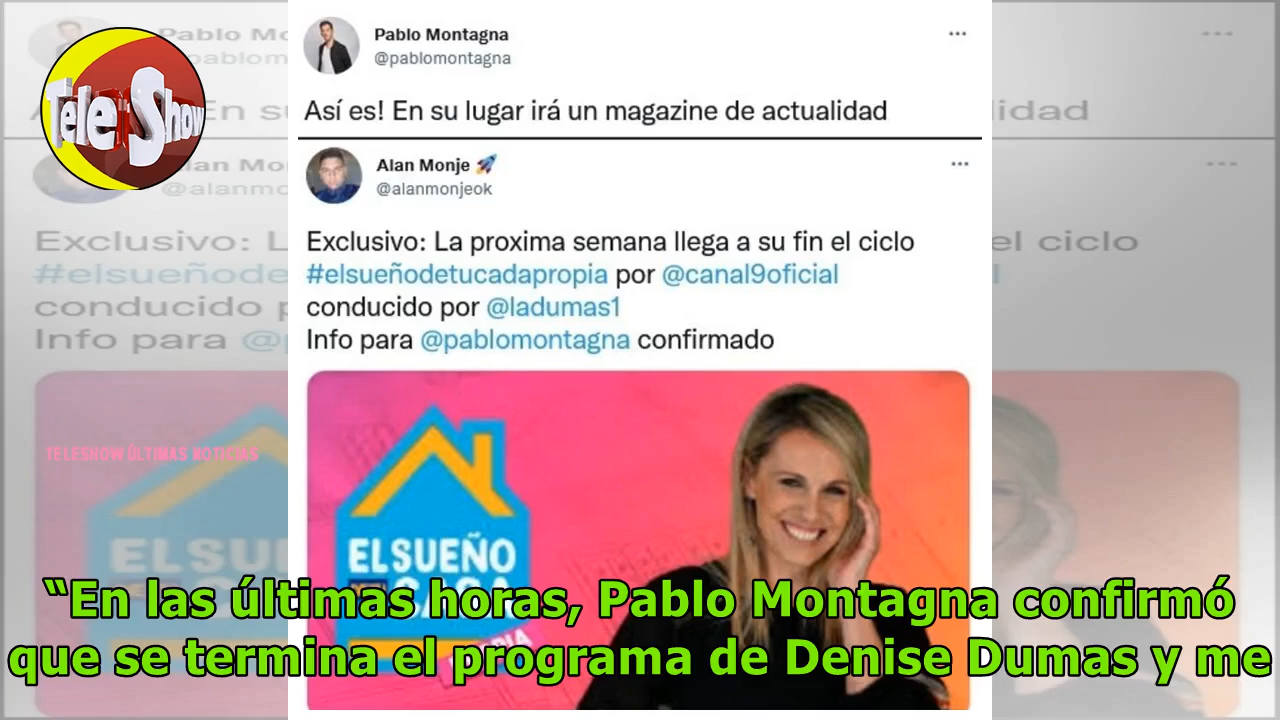 Pablo Montagna
@pablomontagna
Así es! En su lugar irá un magazine de actualidad
Alan Monje 🚀
@alanmonjeok
Exclusivo: La proxima semana llega a su fin el ciclo
#elsueñodetucadapropia por @canal9oficial
conducido por @ladumas1
Info para @pablomontagna confirmado
TeleShow
TELESHOW ÚLTIMAS NOTICIAS
EL SUEÑO
CASA
“En las últimas horas, Pablo Montagna confirmó
que se termina el programa de Denise Dumas y me